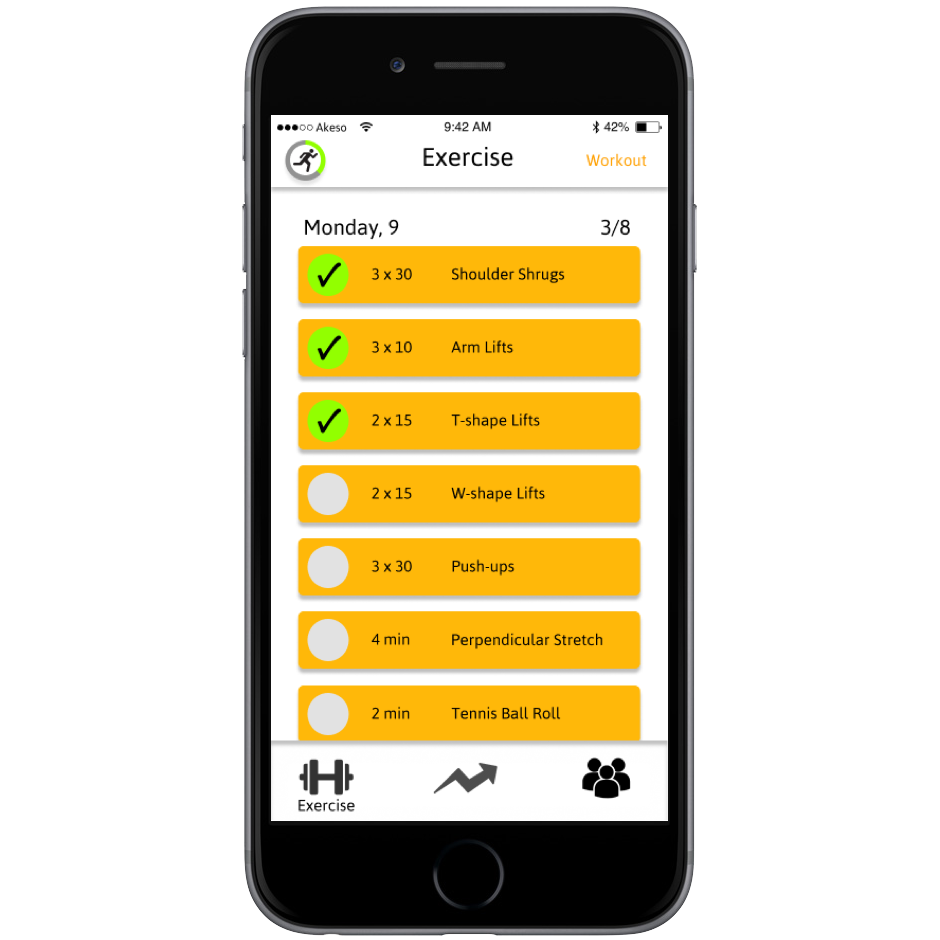 Akeso 9:42 AM 42%
Exercise Workout
Monday, 9 3/8
3 x 30 Shoulder Shrugs
3 x 10 Arm Lifts
2 x 15 T-shape Lifts
2 x 15 W-shape Lifts
3 x 30 Push-ups
4 min Perpendicular Stretch
2 min Tennis Ball Roll
Exercise